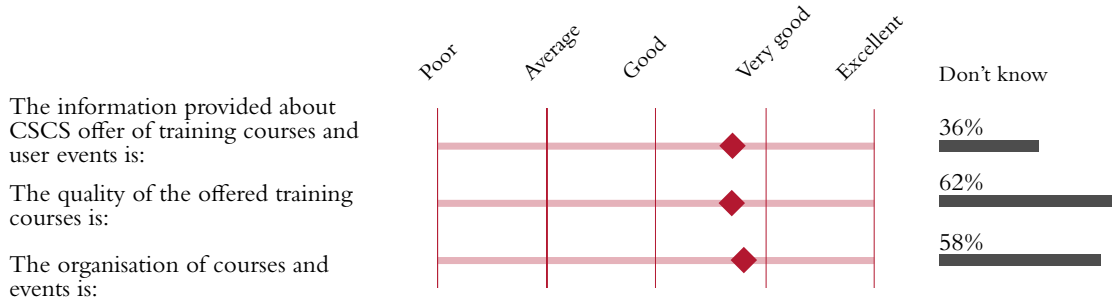 Poor
Average
Good
Very good
Excellent
Don't know
The information provided about
CSCS offer of training courses and
user events is:
36%
The quality of the offered training
courses is:
62%
The organisation of courses and
events is:
58%